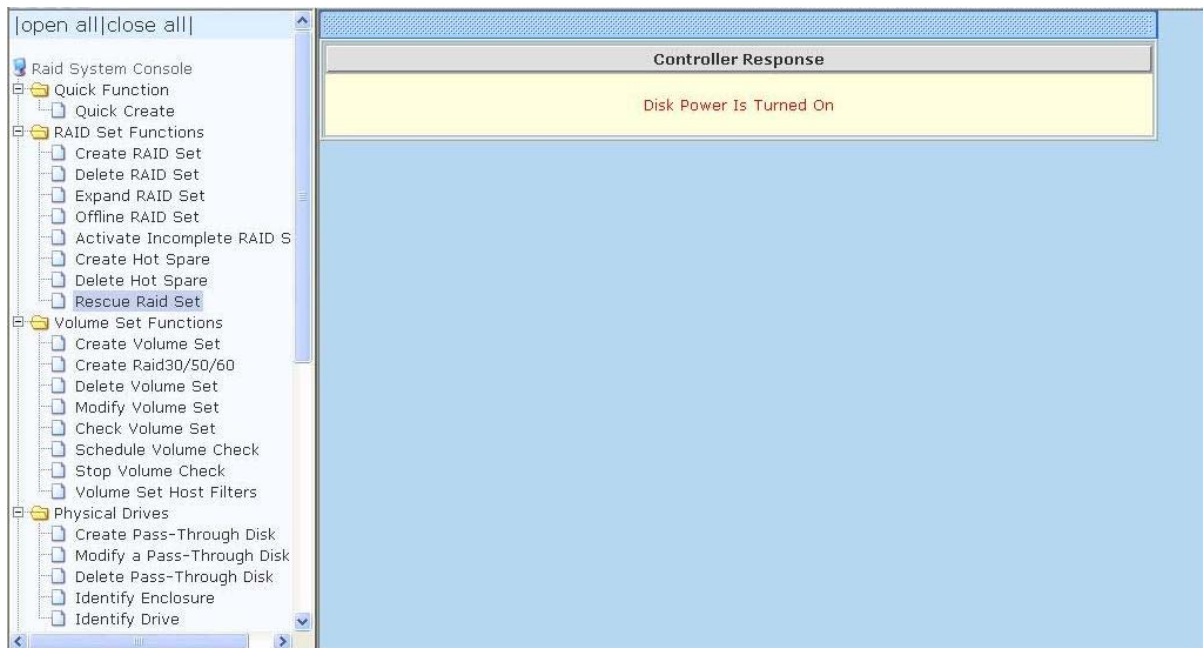 |open all|close all|
Raid System Console
Quick Function
Quick Create
RAID Set Functions
Create RAID Set
Delete RAID Set
Expand RAID Set
Offline RAID Set
Activate Incomplete RAID S
Create Hot Spare
Delete Hot Spare
Rescue Raid Set
Volume Set Functions
Create Volume Set
Create Raid30/50/60
Delete Volume Set
Modify Volume Set
Check Volume Set
Schedule Volume Check
Stop Volume Check
Volume Set Host Filters
Physical Drives
Create Pass-Through Disk
Modify a Pass-Through Disk
Delete Pass-Through Disk
Identify Enclosure
Identify Drive
Controller Response
Disk Power Is Turned On